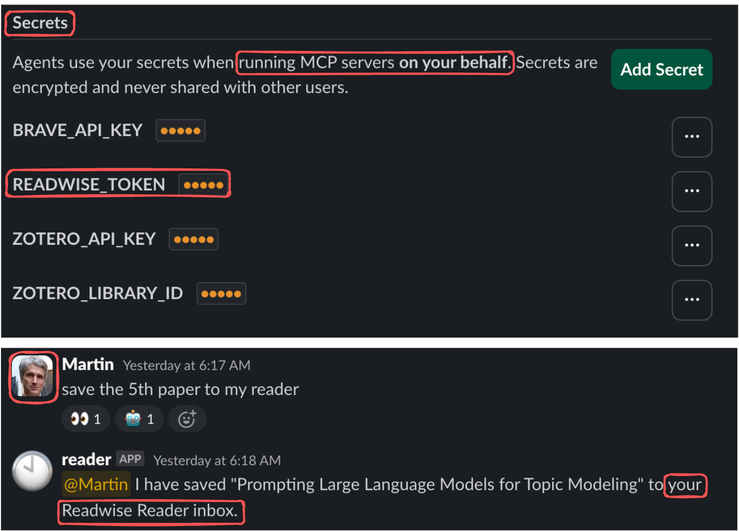 Secrets
Agents use your secrets when running MCP servers on your behalf. Secrets are
encrypted and never shared with other users.
Add Secret
BRAVE_API_KEY
READWISE_TOKEN
ZOTERO_API_KEY
ZOTERO_LIBRARY_ID
Martin Yesterday at 6:17 AM
save the 5th paper to my reader
1 1
reader APP Yesterday at 6:18 AM
@Martin I have saved "Prompting Large Language Models for Topic Modeling" to your
Readwise Reader inbox.